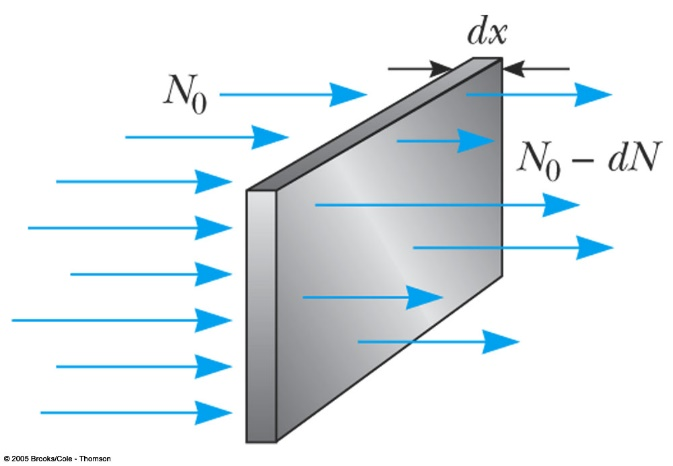 dx
N₀
N₀ – dN
© 2005 Brooks/Cole - Thomson